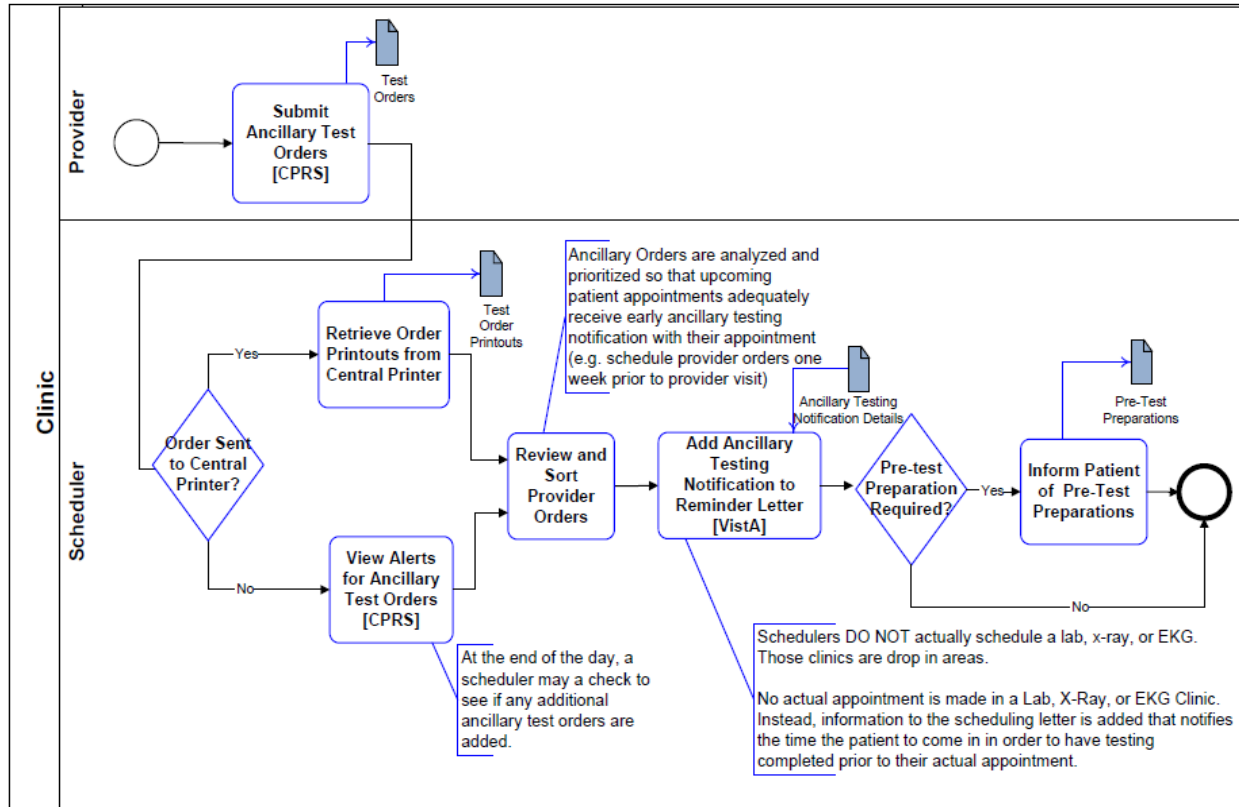 Clinic
Provider
Test
Orders
Submit
Ancillary Test
Orders
[CPRS]
Scheduler
Order Sent
to Central
Printer?
Yes
No
Retrieve Order
Printouts from
Central Printer
Test
Order
Printouts
View Alerts
for Ancillary
Test Orders
[CPRS]
At the end of the day, a
scheduler may a check to
see if any additional
ancillary test orders are
added.
Ancillary Orders are analyzed and
prioritized so that upcoming
patient appointments adequately
receive early ancillary testing
notification with their appointment
(e.g. schedule provider orders one
week prior to provider visit)
Review and
Sort
Provider
Orders
Ancillary Testing
Notification Details
Add Ancillary
Testing
Notification to
Reminder Letter
[VistA]
Schedulers DO NOT actually schedule a lab, x-ray, or EKG.
Those clinics are drop in areas.
No actual appointment is made in a Lab, X-Ray, or EKG Clinic.
Instead, information to the scheduling letter is added that notifies
the time the patient to come in in order to have testing
completed prior to their actual appointment.
Pre-test
Preparation
Required?
Yes
No
Pre-Test
Preparations
Inform Patient
of Pre-Test
Preparations